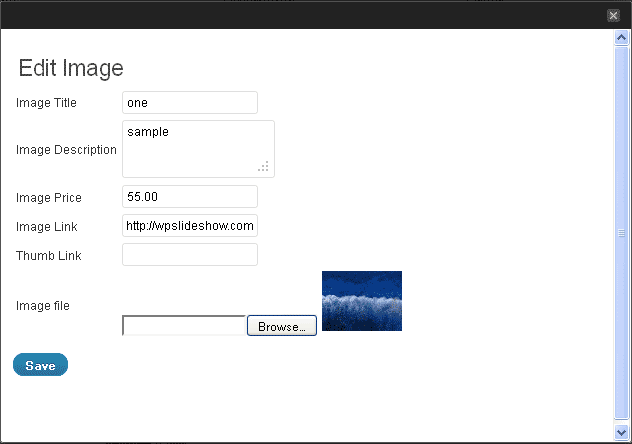 Edit Image
Image Title one
Image Description sample
Image Price 55.00
Image Link http://wpslideshow.com
Thumb Link
Image file Browse...
Save